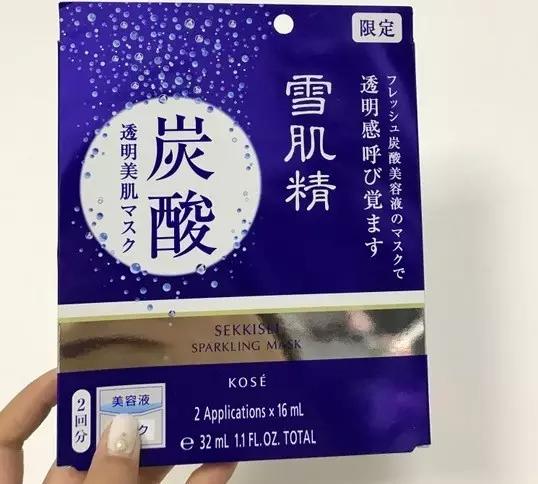 限定
フレッシュ炭酸美容液のマスクで
透明感呼び覚ます
雪肌精
炭酸
透明美肌マスク
SEKKISEI
SPARKLING MASK
KOSÉ
2回分
美容液
ク
2 Applications x 16 mL
e 32 mL 1.1 FL.OZ. TOTAL